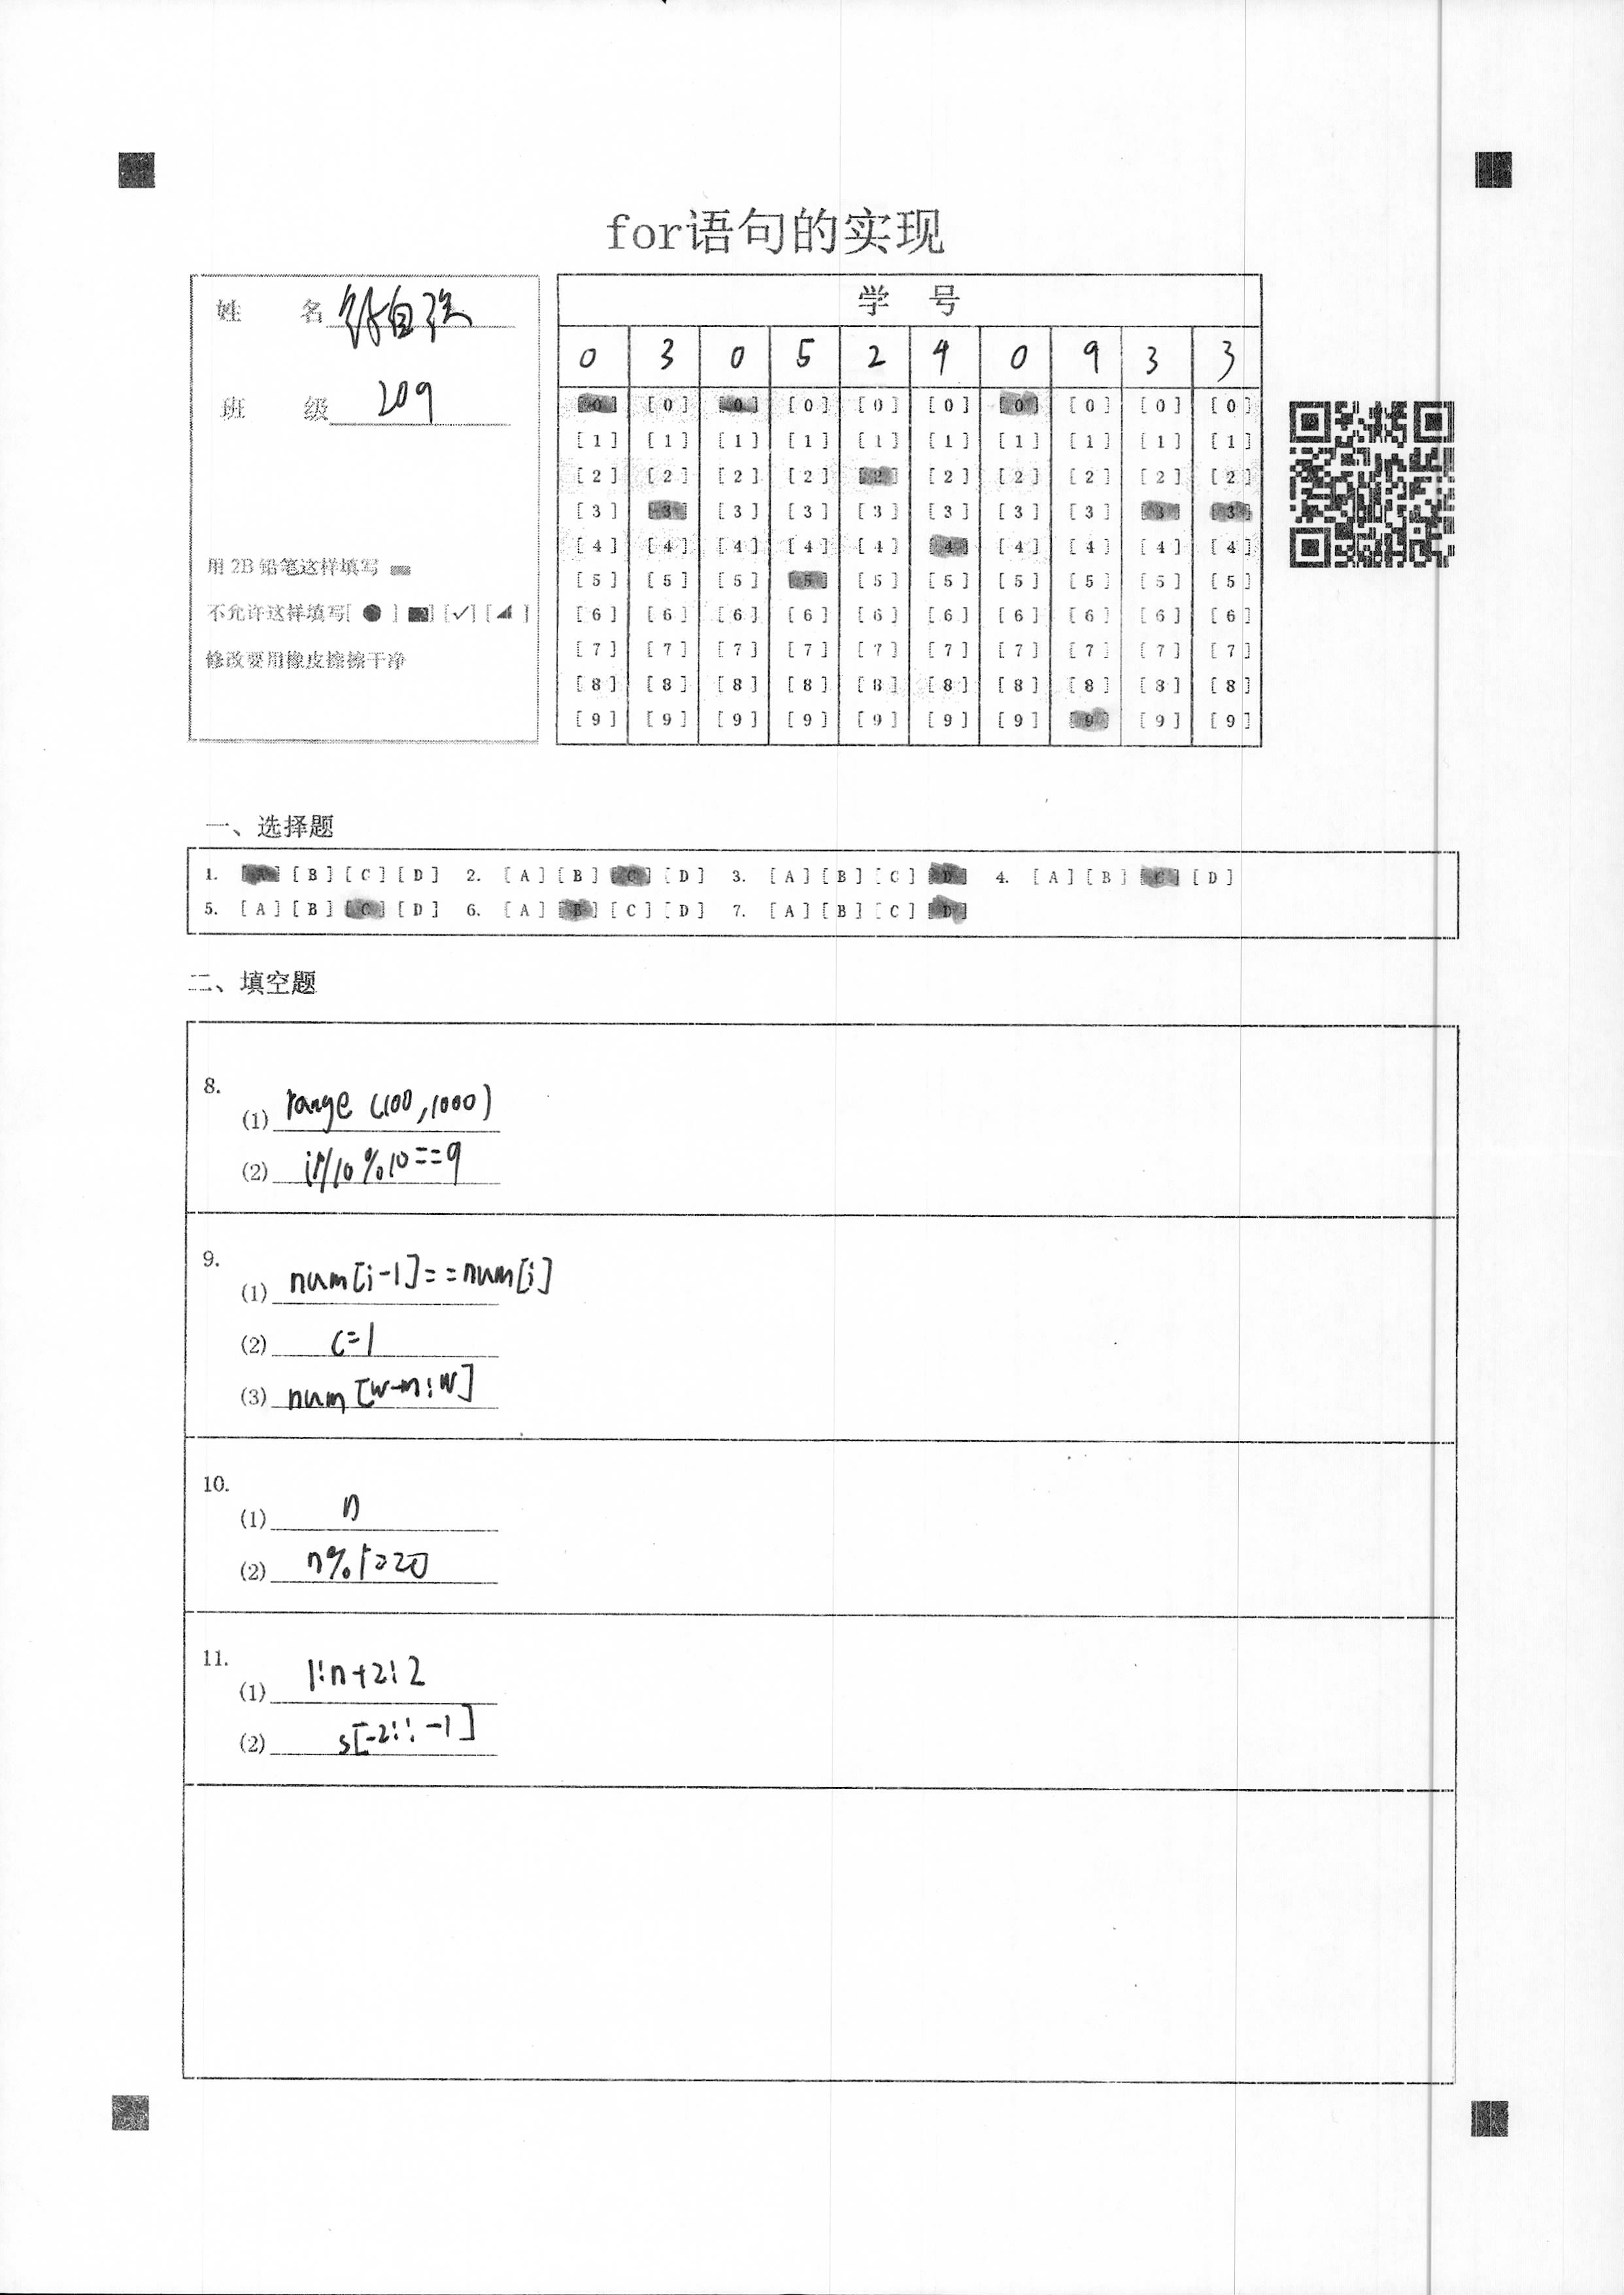 for语句的实现
姓 名
班 级 209
用 2B 铅笔这样填写
不允许这样填写[ ● ] [■] [✓] [◢ ]
修改要用橡皮擦擦干净
学 号
0 3 0 5 2 4 0 9 3 3
[0] [0] [0] [0] [0] [0] [0] [0] [0] [0]
[1] [1] [1] [1] [1] [1] [1] [1] [1] [1]
[2] [2] [2] [2] [2] [2] [2] [2] [2] [2]
[3] [3] [3] [3] [3] [3] [3] [3] [3] [3]
[4] [4] [4] [4] [4] [4] [4] [4] [4] [4]
[5] [5] [5] [5] [5] [5] [5] [5] [5] [5]
[6] [6] [6] [6] [6] [6] [6] [6] [6] [6]
[7] [7] [7] [7] [7] [7] [7] [7] [7] [7]
[8] [8] [8] [8] [8] [8] [8] [8] [8] [8]
[9] [9] [9] [9] [9] [9] [9] [9] [9] [9]
一、选择题
1. [A] [B] [C] [D] 2. [A] [B] [C] [D] 3. [A] [B] [C] [D] 4. [A] [B] [C] [D]
5. [A] [B] [C] [D] 6. [A] [B] [C] [D] 7. [A] [B] [C] [D]
二、填空题
8.
(1) range (100,1000)
(2) i//10%10==9
9.
(1) num[i-1]==num[i]
(2) c=1
(3) num[w-m:w]
10.
(1) n
(2)
11.
(1) 1:n+2:2
(2) s[-2::-1]